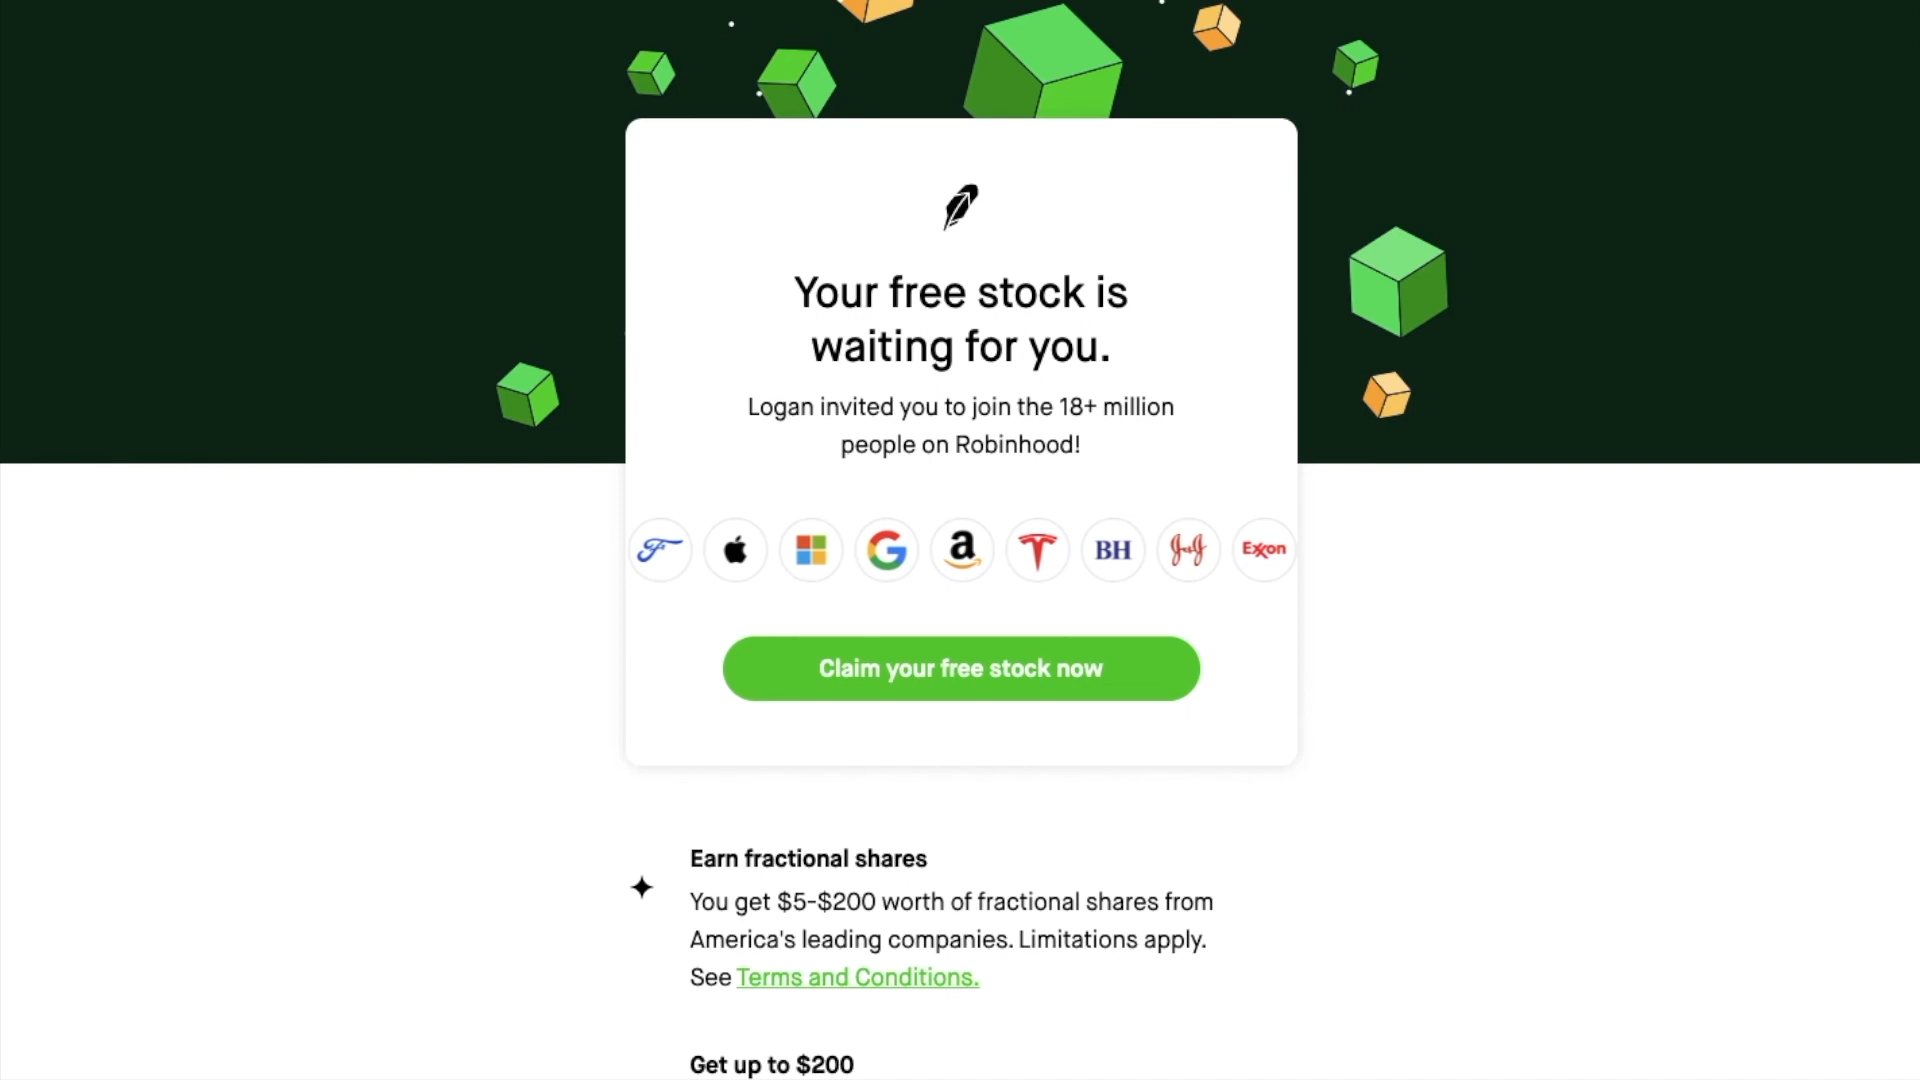 Your free stock is
waiting for you.
Logan invited you to join the 18+ million
people on Robinhood!
F
G
a
T
BH
J&J
Exxon
Claim your free stock now
Earn fractional shares
You get $5-$200 worth of fractional shares from
America's leading companies. Limitations apply.
See Terms and Conditions.
Get up to $200